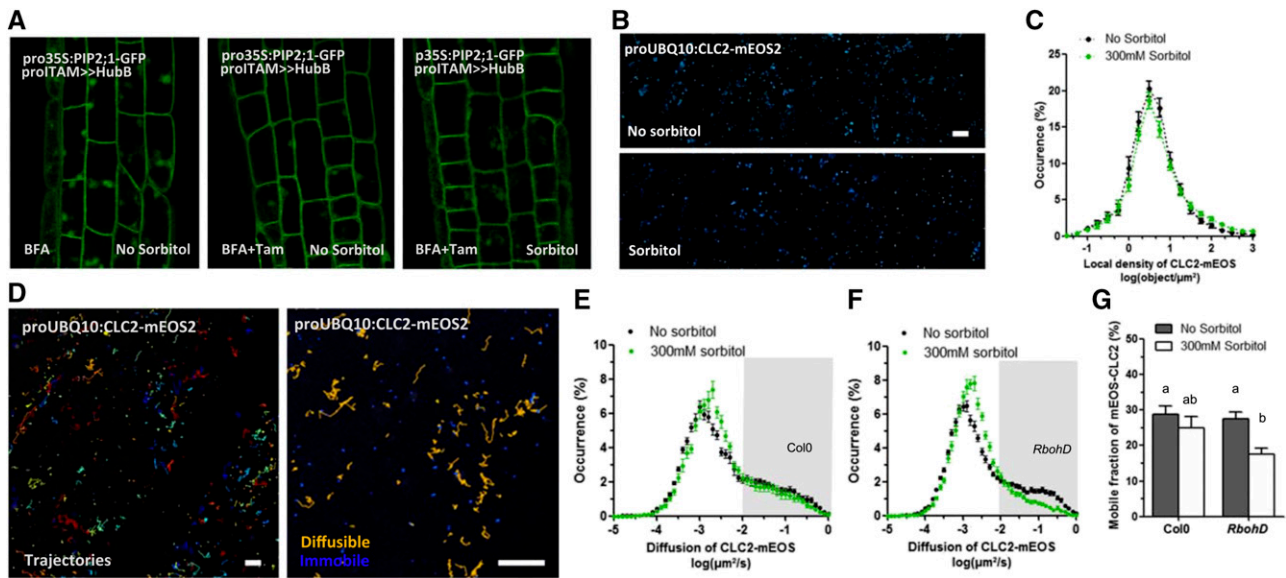 A
pro35S:PIP2;1-GFP
proITAM>>HubB
BFA
No Sorbitol
pro35S:PIP2;1-GFP
proITAM>>HubB
BFA+Tam
No Sorbitol
p35S:PIP2;1-GFP
proITAM>>HubB
BFA+Tam
Sorbitol
B
proUBQ10:CLC2-mEOS2
No sorbitol
Sorbitol
C
No Sorbitol
300mM Sorbitol
Occurrence (%)
25
20
15
10
5
0
0 1 2 3
Local density of CLC2-mEOS
log(object/µm²)
D
proUBQ10:CLC2-mEOS2
Trajectories
proUBQ10:CLC2-mEOS2
Diffusible
Immobile
E
No sorbitol
300mM sorbitol
Occurrence (%)
10
8
6
4
2
0
Col0
-5 -4 -3 -2 -1 0
Diffusion of CLC2-mEOS
log(µm²/s)
F
No sorbitol
300mM sorbitol
Occurrence (%)
10
8
6
4
2
0
RbohD
-5 -4 -3 -2 -1 0
Diffusion of CLC2-mEOS
log(µm²/s)
G
No Sorbitol
300mM Sorbitol
Mobile fraction of mEOS-CLC2 (%)
50
40
30
20
10
0
a ab a b
Col0 RbohD